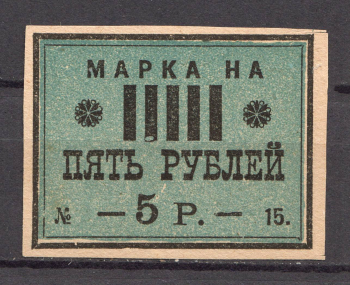 МАРКА НА
ПЯТЬ РУБЛЕЙ
№ — 5 Р. — 15.